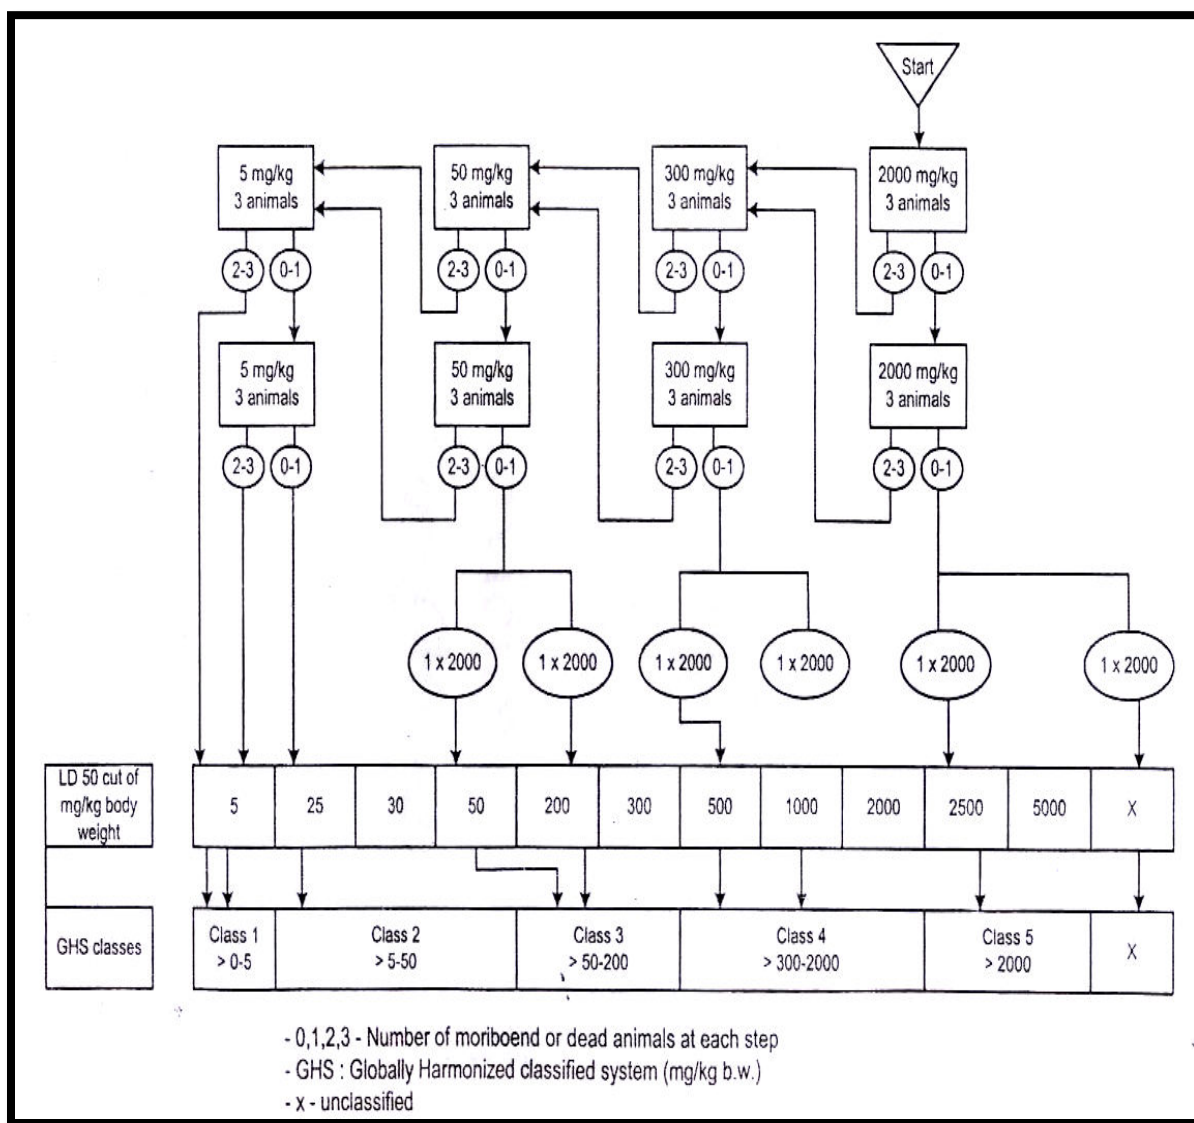 Start
5 mg/kg
3 animals
50 mg/kg
3 animals
300 mg/kg
3 animals
2000 mg/kg
3 animals
2-3
0-1
2-3
0-1
2-3
0-1
2-3
0-1
5 mg/kg
3 animals
50 mg/kg
3 animals
300 mg/kg
3 animals
2000 mg/kg
3 animals
2-3
0-1
2-3
0-1
2-3
0-1
2-3
0-1
1 x 2000
1 x 2000
1 x 2000
1 x 2000
1 x 2000
1 x 2000
LD 50 cut of
mg/kg body
weight
5
25
30
50
200
300
500
1000
2000
2500
5000
X
GHS classes
Class 1
> 0-5
Class 2
> 5-50
Class 3
> 50-200
Class 4
> 300-2000
Class 5
> 2000
X
- 0,1,2,3 - Number of moriboend or dead animals at each step
- GHS : Globally Harmonized classified system (mg/kg b.w.)
- x - unclassified